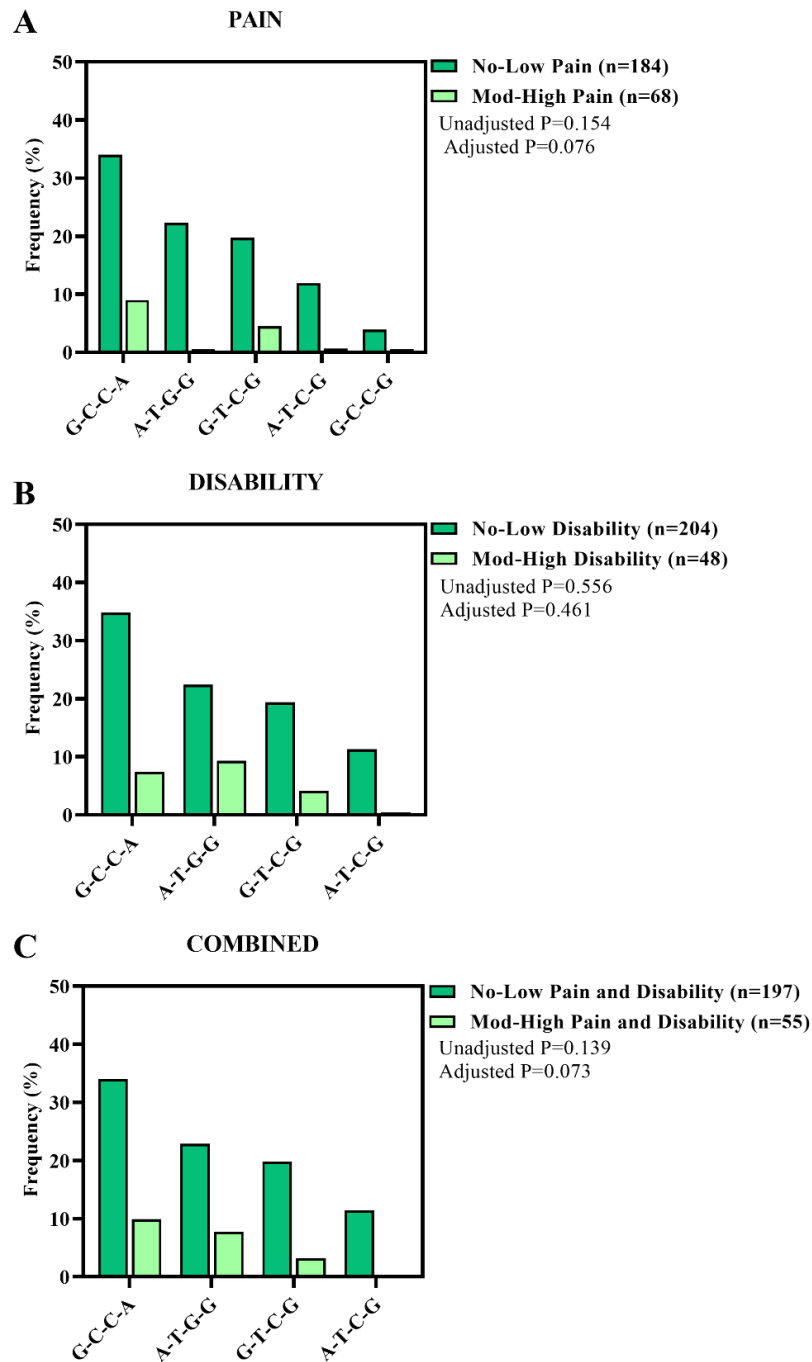 A
PAIN
50
40
30
20
10
0
Frequency (%)
G-C-C-A
A-T-G-G
G-T-C-G
A-T-C-G
G-C-C-G
No-Low Pain (n=184)
Mod-High Pain (n=68)
Unadjusted P=0.154
Adjusted P=0.076
B
DISABILITY
50
40
30
20
10
0
Frequency (%)
G-C-C-A
A-T-G-G
G-T-C-G
A-T-C-G
No-Low Disability (n=204)
Mod-High Disability (n=48)
Unadjusted P=0.556
Adjusted P=0.461
C
COMBINED
50
40
30
20
10
0
Frequency (%)
G-C-C-A
A-T-G-G
G-T-C-G
A-T-C-G
No-Low Pain and Disability (n=197)
Mod-High Pain and Disability (n=55)
Unadjusted P=0.139
Adjusted P=0.073